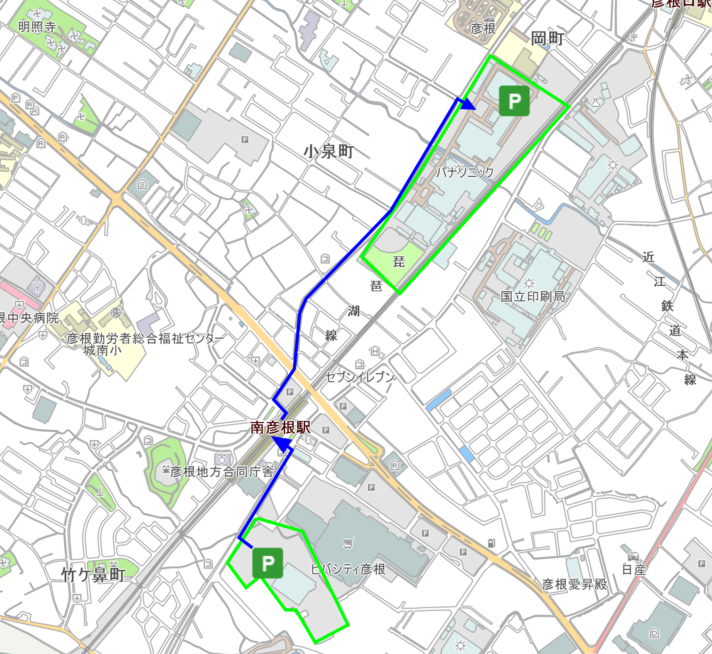 彦根口駅
明照寺
彦根
岡町
P
小泉町
パナソニック
琵
琶
湖
線
近
江
鉄
道
本
線
国立印刷局
根中央病院
彦根勤労者総合福祉センター
城南小
セブンイレブン
南彦根駅
P
P
P
彦根地方合同庁舎
P
P
P
P
P
ビバシティ彦根
竹ケ鼻町
彦根愛昇殿
日産